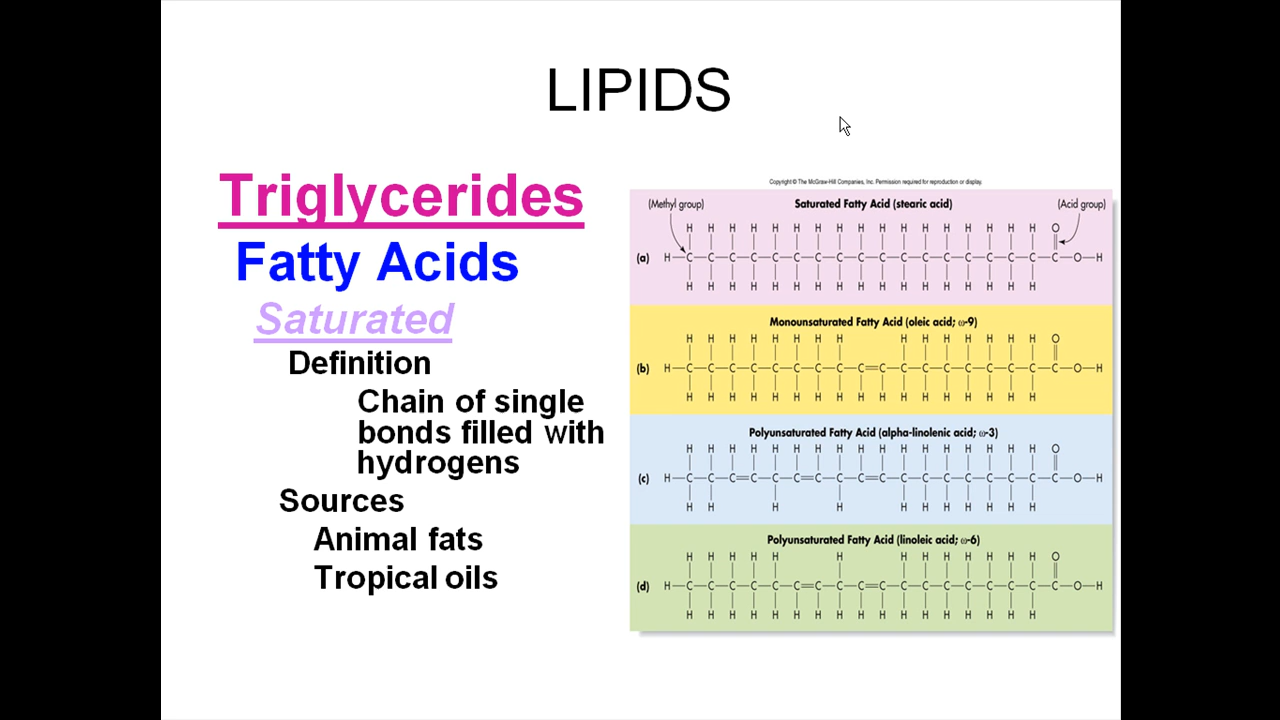 LIPIDS
Triglycerides
Fatty Acids
Saturated
Definition
Chain of single
bonds filled with
hydrogens
Sources
Animal fats
Tropical oils
Copyright © The McGraw-Hill Companies, Inc. Permission required for reproduction or display.
(Methyl group) Saturated Fatty Acid (stearic acid) (Acid group)
H H H H H H H H H H H H H H H H H O
(a) H—C—C—C—C—C—C—C—C—C—C—C—C—C—C—C—C—C—C—O—H
H H H H H H H H H H H H H H H H H
Monounsaturated Fatty Acid (oleic acid; ω-9)
H H H H H H H H H H H H H H H O
(b) H—C—C—C—C—C—C—C—C—C=C—C—C—C—C—C—C—C—C—O—H
H H H H H H H H H H H H H H H H H
Polyunsaturated Fatty Acid (alpha-linolenic acid; ω-3)
H H H H H H H H H H H H H H H H H O
(c) H—C—C—C=C—C—C=C—C—C=C—C—C—C—C—C—C—C—C—O—H
H H H H H H H H H H H
Polyunsaturated Fatty Acid (linoleic acid; ω-6)
H H H H H H H H H H H H H O
(d) H—C—C—C—C—C—C=C—C—C=C—C—C—C—C—C—C—C—C—O—H
H H H H H H H H H H H H H H H H H